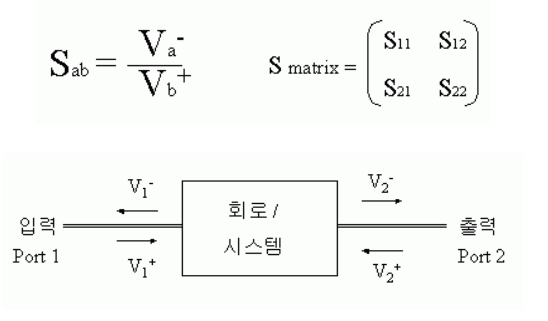 Sab = Va- / Vb+
S matrix = ( S11 S12
S21 S22 )
V1-
V2-
회로 /
시스템
입력
출력
Port 1
Port 2
V1+
V2+